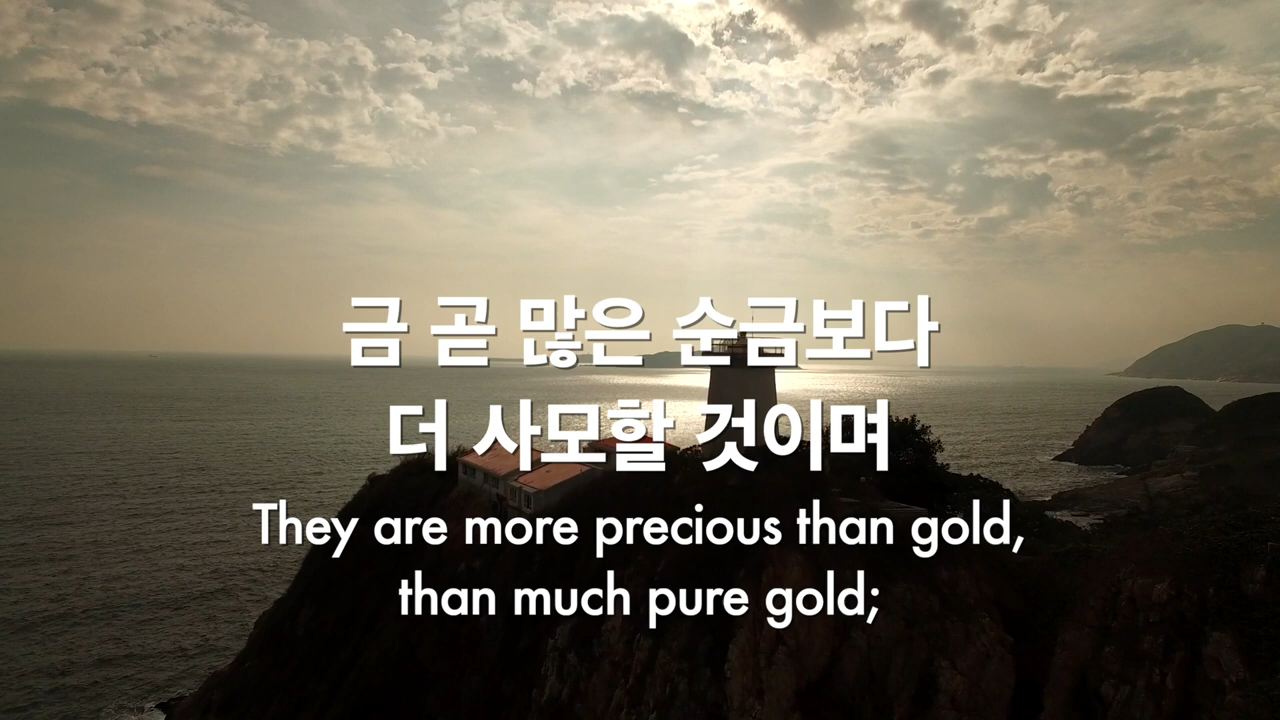 금 곧 많은 순금보다
더 사모할 것이며
They are more precious than gold,
than much pure gold;